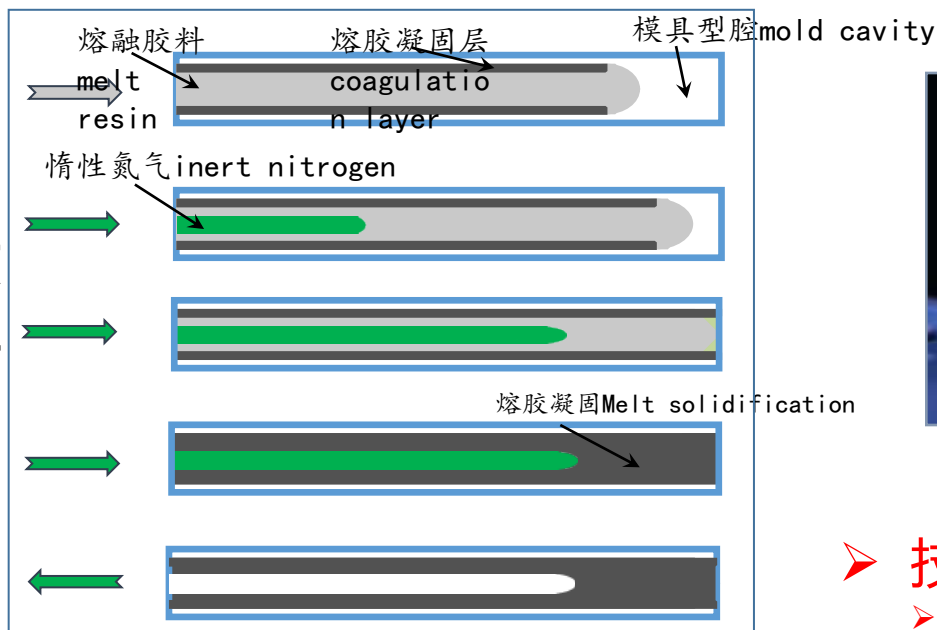 熔融胶料
melt
resin
熔胶凝固层
coagulatio
n layer
模具型腔mold cavity
惰性氮气inert nitrogen
熔胶凝固Melt solidification